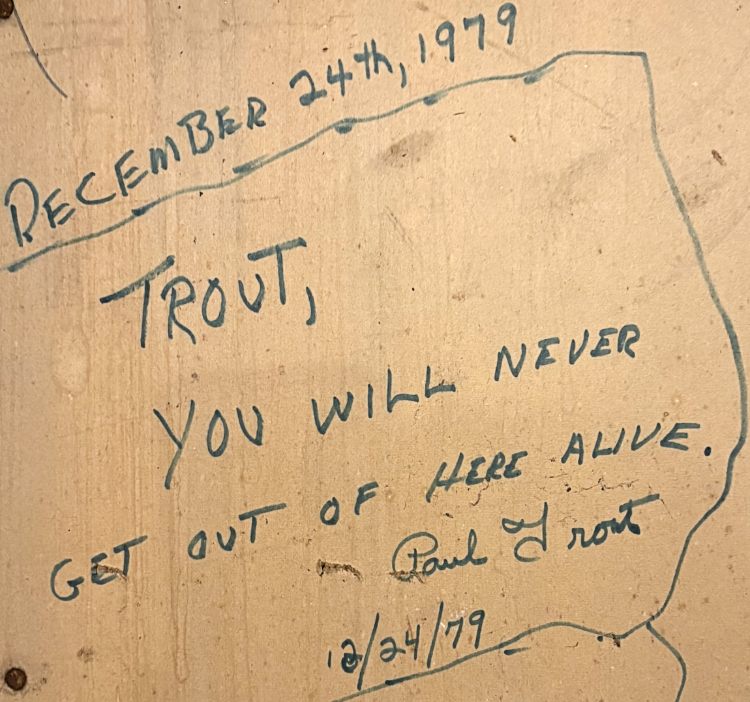 DECEMBER 24th, 1979
TROUT,
YOU WILL NEVER
GET OUT OF HERE ALIVE.
Paul Trout
12/24/79